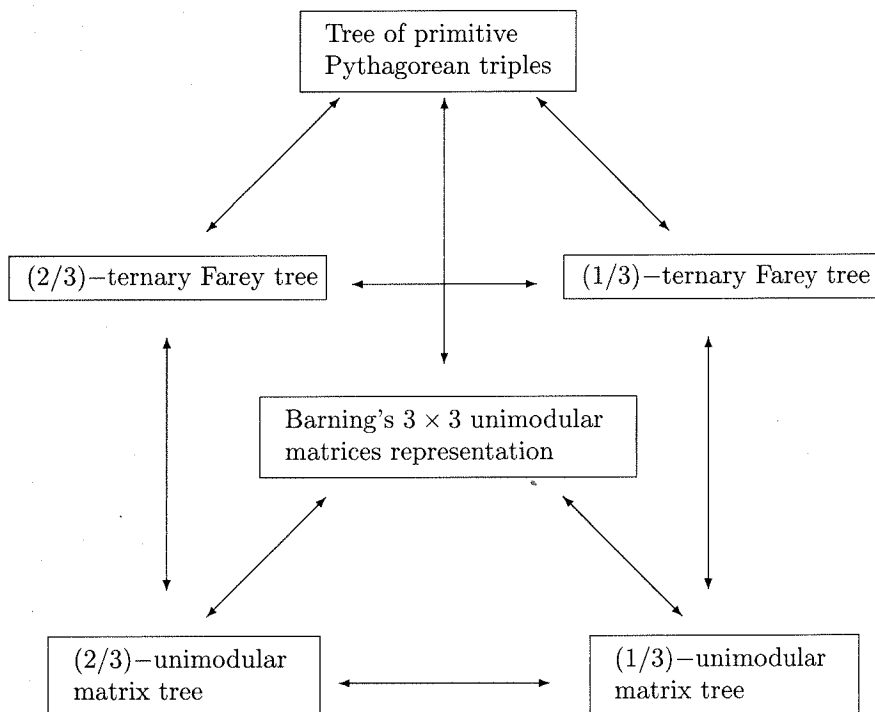 Tree of primitive
Pythagorean triples
(2/3)−ternary Farey tree
(1/3)−ternary Farey tree
Barning's 3 × 3 unimodular
matrices representation
(2/3)−unimodular
matrix tree
(1/3)−unimodular
matrix tree